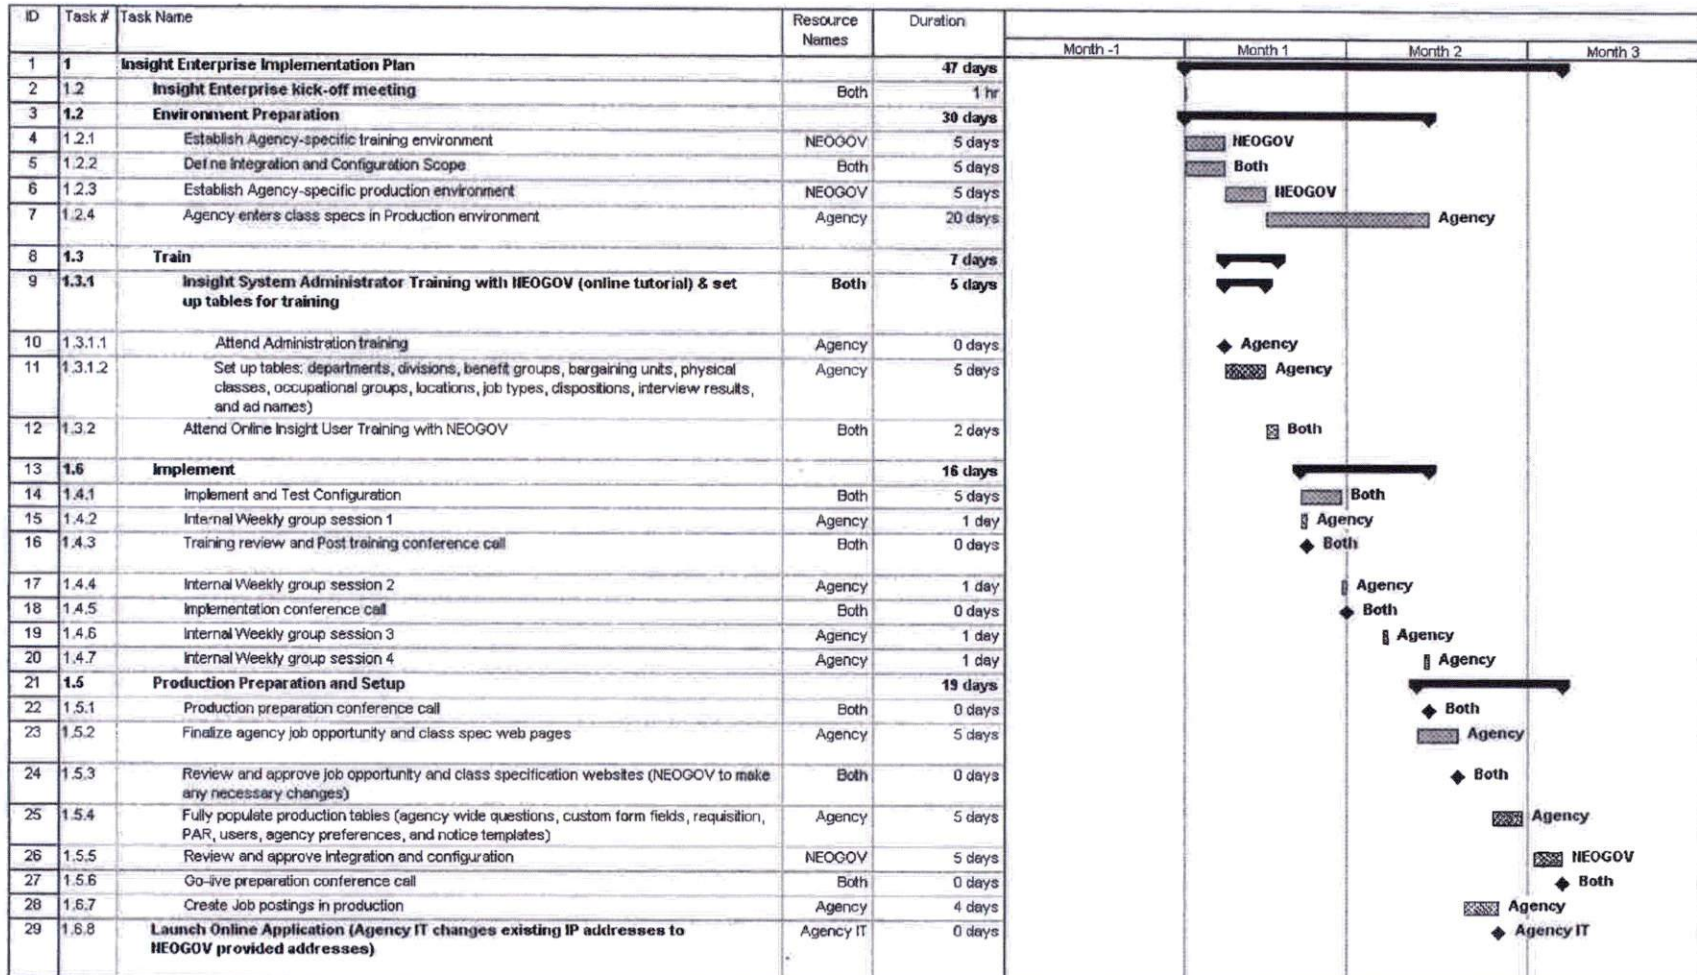 ID Task # Task Name Resource Names Duration
Month -1 Month 1 Month 2 Month 3
1 1 Insight Enterprise Implementation Plan 47 days
2 1.2 Insight Enterprise kick-off meeting Both 1 hr
3 1.2 Environment Preparation 30 days
4 1.2.1 Establish Agency-specific training environment NEOGOV 5 days NEOGOV
5 1.2.2 Define Integration and Configuration Scope Both 5 days Both
6 1.2.3 Establish Agency-specific production environment NEOGOV 5 days NEOGOV
7 1.2.4 Agency enters class specs in Production environment Agency 20 days Agency
8 1.3 Train 7 days
9 1.3.1 Insight System Administrator Training with NEOGOV (online tutorial) & set Both 5 days
up tables for training
10 1.3.1.1 Attend Administration training Agency 0 days Agency
11 1.3.1.2 Set up tables: departments, divisions, benefit groups, bargaining units, physical Agency 5 days Agency
classes, occupational groups, locations, job types, dispositions, interview results,
and ad names)
12 1.3.2 Attend Online Insight User Training with NEOGOV Both 2 days Both
13 1.6 Implement 16 days
14 1.4.1 Implement and Test Configuration Both 5 days Both
15 1.4.2 Internal Weekly group session 1 Agency 1 day Agency
16 1.4.3 Training review and Post training conference call Both 0 days Both
17 1.4.4 Internal Weekly group session 2 Agency 1 day Agency
18 1.4.5 Implementation conference call Both 0 days Both
19 1.4.6 Internal Weekly group session 3 Agency 1 day Agency
20 1.4.7 Internal Weekly group session 4 Agency 1 day Agency
21 1.5 Production Preparation and Setup 19 days
22 1.5.1 Production preparation conference call Both 0 days Both
23 1.5.2 Finalize agency job opportunity and class spec web pages Agency 5 days Agency
24 1.5.3 Review and approve job opportunity and class specification websites (NEOGOV to make Both 0 days Both
any necessary changes)
25 1.5.4 Fully populate production tables (agency wide questions, custom form fields, requisition, Agency 5 days Agency
PAR, users, agency preferences, and notice templates)
26 1.5.5 Review and approve Integration and configuration NEOGOV 5 days NEOGOV
27 1.5.6 Go-live preparation conference call Both 0 days Both
28 1.6.7 Create Job postings in production Agency 4 days Agency
29 1.6.8 Launch Online Application (Agency IT changes existing IP addresses to Agency IT 0 days Agency IT
NEOGOV provided addresses)